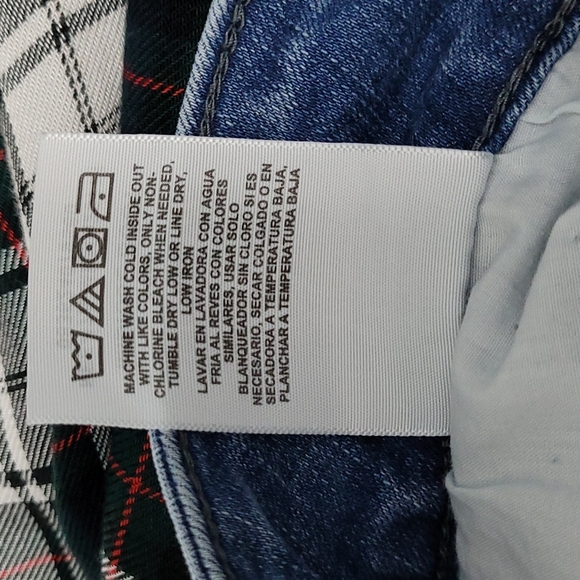 MACHINE WASH COLD INSIDE OUT
WITH LIKE COLORS, ONLY NON-
CHLORINE BLEACH WHEN NEEDED,
TUMBLE DRY LOW OR LINE DRY,
LOW IRON
LAVAR EN LAVADORA CON AGUA
FRIA AL REVES CON COLORES
SIMILARES, USAR SOLO
BLANQUEADOR SIN CLORO SI ES
NECESARIO, SECAR COLGADO O EN
SECADORA A TEMPERATURA BAJA,
PLANCHAR A TEMPERATURA BAJA